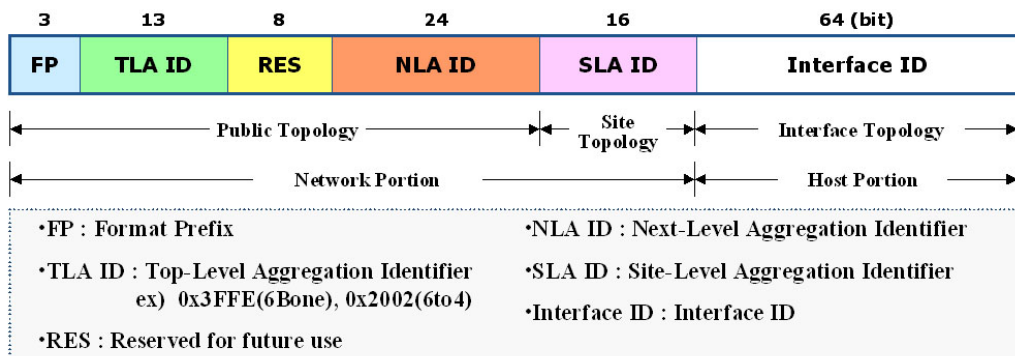 3 13 8 24 16 64 (bit)
FP TLA ID RES NLA ID SLA ID Interface ID
Public Topology Site Topology Interface Topology
Network Portion Host Portion
•FP : Format Prefix
•TLA ID : Top-Level Aggregation Identifier
ex) 0x3FFE(6Bone), 0x2002(6to4)
•RES : Reserved for future use
•NLA ID : Next-Level Aggregation Identifier
•SLA ID : Site-Level Aggregation Identifier
•Interface ID : Interface ID